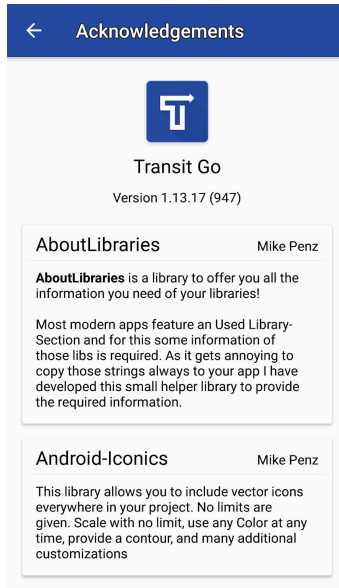 Acknowledgements
Transit Go
Version 1.13.17 (947)
AboutLibraries
Mike Penz
AboutLibraries is a library to offer you all the
information you need of your libraries!
Most modern apps feature an Used Library-
Section and for this some information of
those libs is required. As it gets annoying to
copy those strings always to your app I have
developed this small helper library to provide
the required information.
Android-Iconics
Mike Penz
This library allows you to include vector icons
everywhere in your project. No limits are
given. Scale with no limit, use any Color at any
time, provide a contour, and many additional
customizations